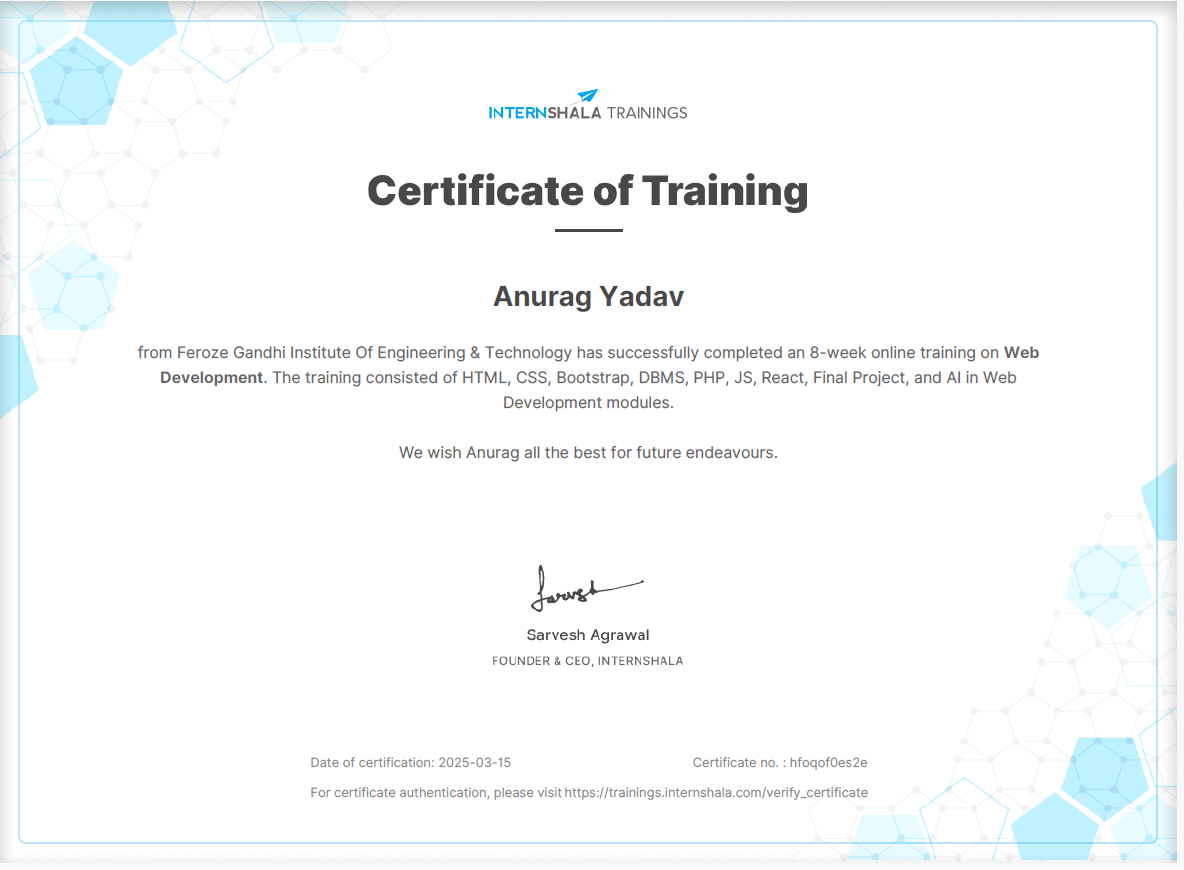 INTERNSHALA TRAININGS
Certificate of Training
Anurag Yadav
from Feroze Gandhi Institute Of Engineering & Technology has successfully completed an 8-week online training on Web
Development. The training consisted of HTML, CSS, Bootstrap, DBMS, PHP, JS, React, Final Project, and AI in Web
Development modules.
We wish Anurag all the best for future endeavours.
Sarvesh
Sarvesh Agrawal
FOUNDER & CEO, INTERNSHALA
Date of certification: 2025-03-15 Certificate no. : hfoqof0es2e
For certificate authentication, please visit https://trainings.internshala.com/verify_certificate